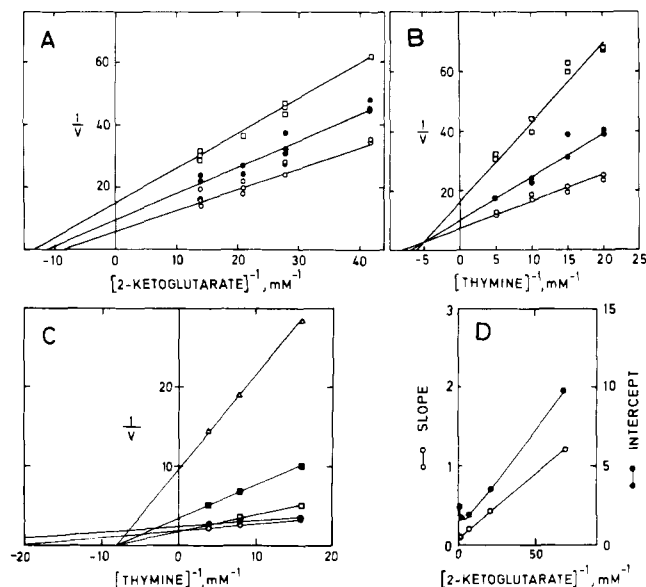 A
60
1/V
40
20
-10 0 10 20 30 40
[2-KETOGLUTARATE]⁻¹, mM⁻¹
B
60
1/V
40
20
-5 0 5 10 15 20 25
[THYMINE]⁻¹, mM⁻¹
C
20
1/V
10
-20 -10 0 10 20
[THYMINE]⁻¹, mM⁻¹
D
3 15
2 10
1 5
0 0
0 50
SLOPE
INTERCEPT
[2-KETOGLUTARATE]⁻¹, mM⁻¹